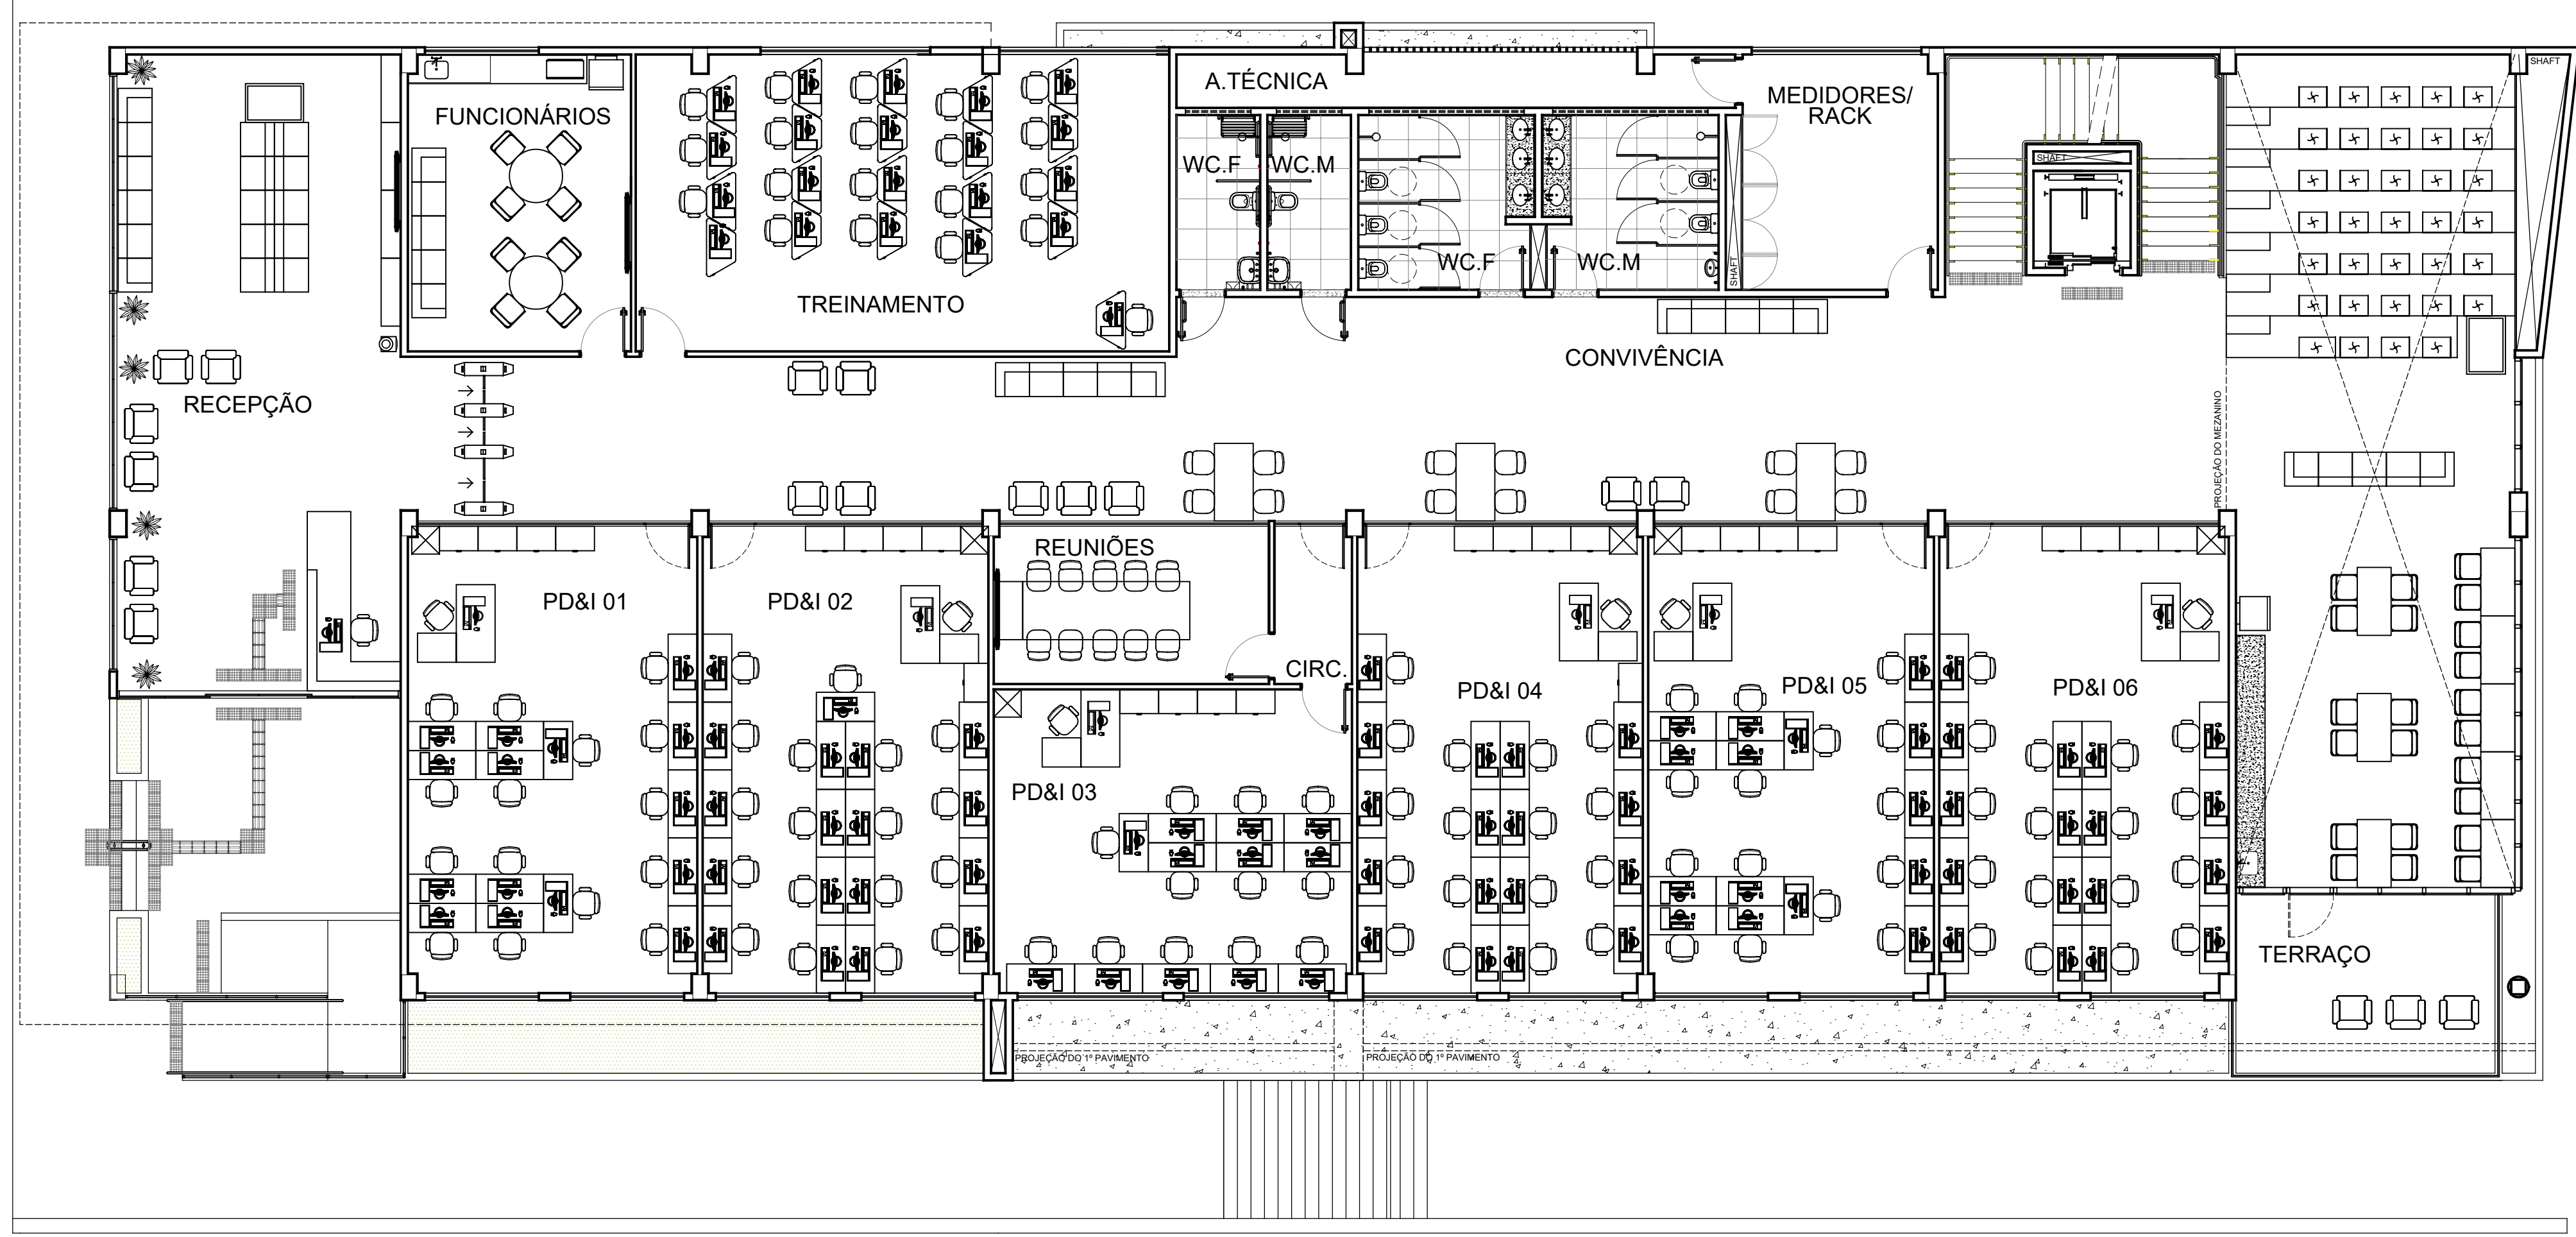 SHAFT
A.TÉCNICA
MEDIDORES/
RACK
FUNCIONÁRIOS
SHAFT
WC.F
WC.M
WC.F
WC.M
SHAFT
TREINAMENTO
CONVIVÊNCIA
RECEPÇÃO
PROJEÇÃO DO MEZANINO
REUNIÕES
PD&I 01
PD&I 02
CIRC.
PD&I 04
PD&I 05
PD&I 06
PD&I 03
TERRAÇO
PROJEÇÃO DO 1º PAVIMENTO
PROJEÇÃO DO 1º PAVIMENTO